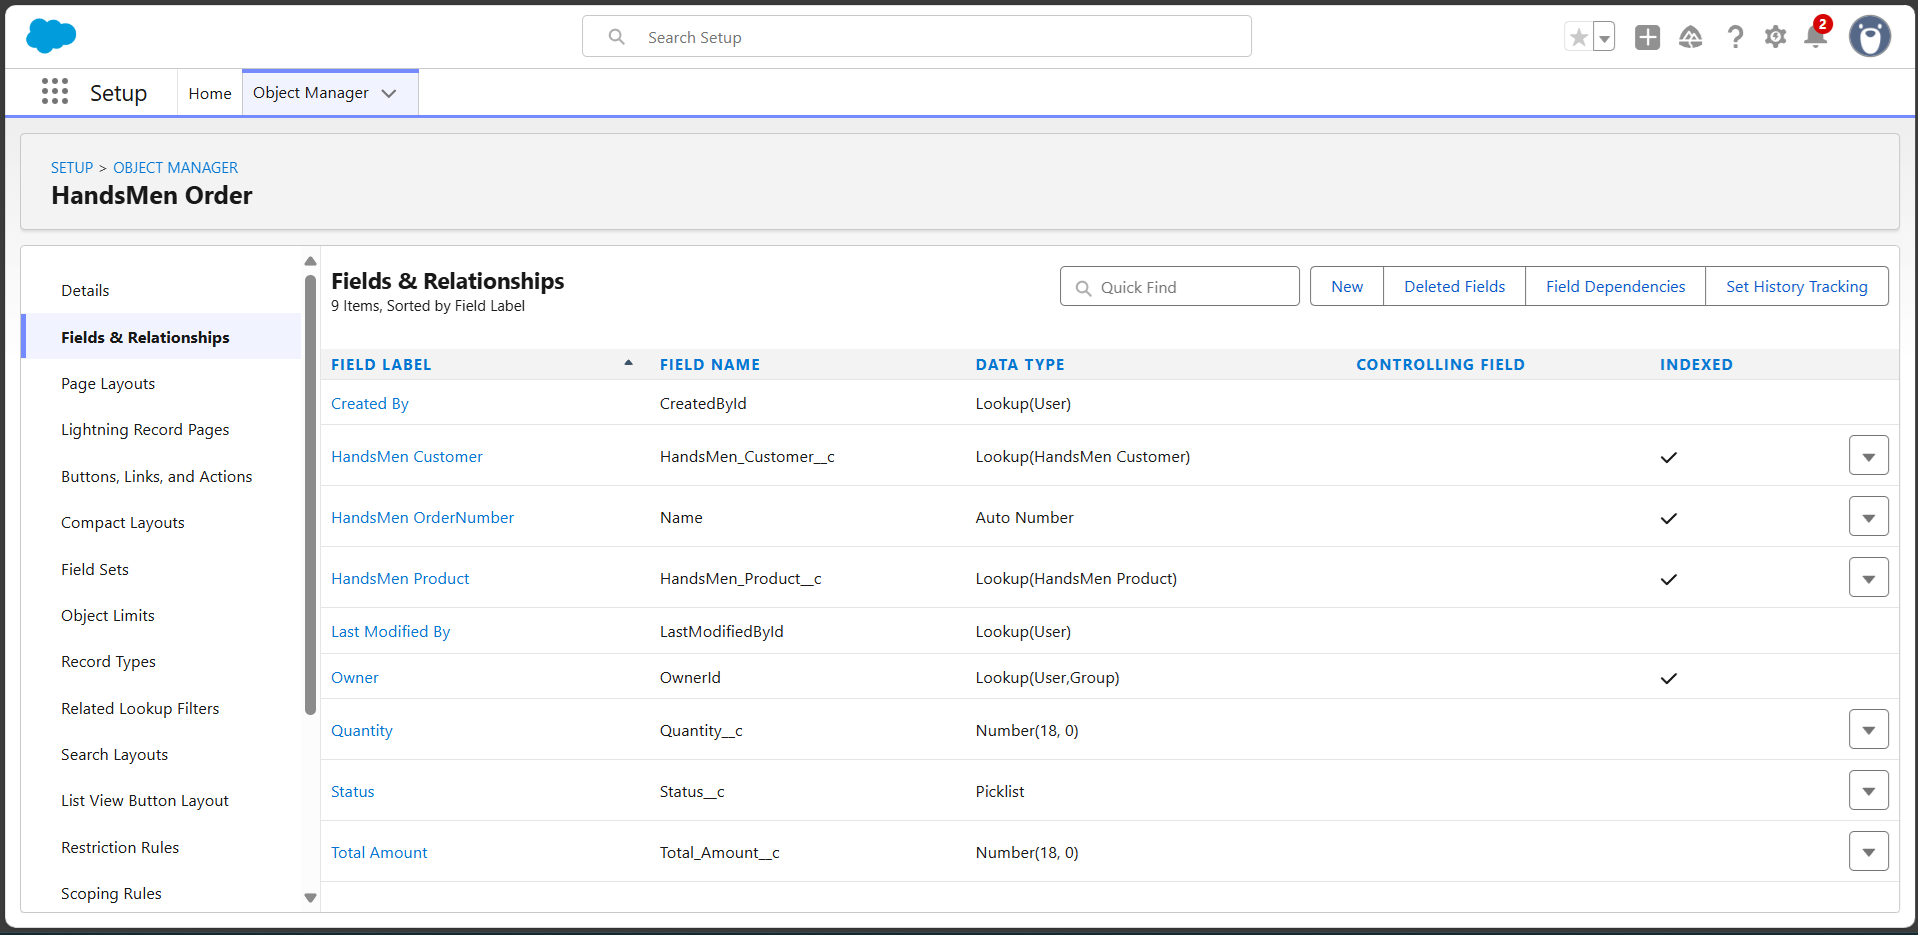 Search Setup
2
Setup
Home
Object Manager
SETUP > OBJECT MANAGER
HandsMen Order
Details
Fields & Relationships
Page Layouts
Lightning Record Pages
Buttons, Links, and Actions
Compact Layouts
Field Sets
Object Limits
Record Types
Related Lookup Filters
Search Layouts
List View Button Layout
Restriction Rules
Scoping Rules
Fields & Relationships
9 Items, Sorted by Field Label
Quick Find
New
Deleted Fields
Field Dependencies
Set History Tracking
FIELD LABEL FIELD NAME DATA TYPE CONTROLLING FIELD INDEXED
Created By CreatedById Lookup(User)
HandsMen Customer HandsMen_Customer__c Lookup(HandsMen Customer)
HandsMen OrderNumber Name Auto Number
HandsMen Product HandsMen_Product__c Lookup(HandsMen Product)
Last Modified By LastModifiedById Lookup(User)
Owner OwnerId Lookup(User,Group)
Quantity Quantity__c Number(18, 0)
Status Status__c Picklist
Total Amount Total_Amount__c Number(18, 0)